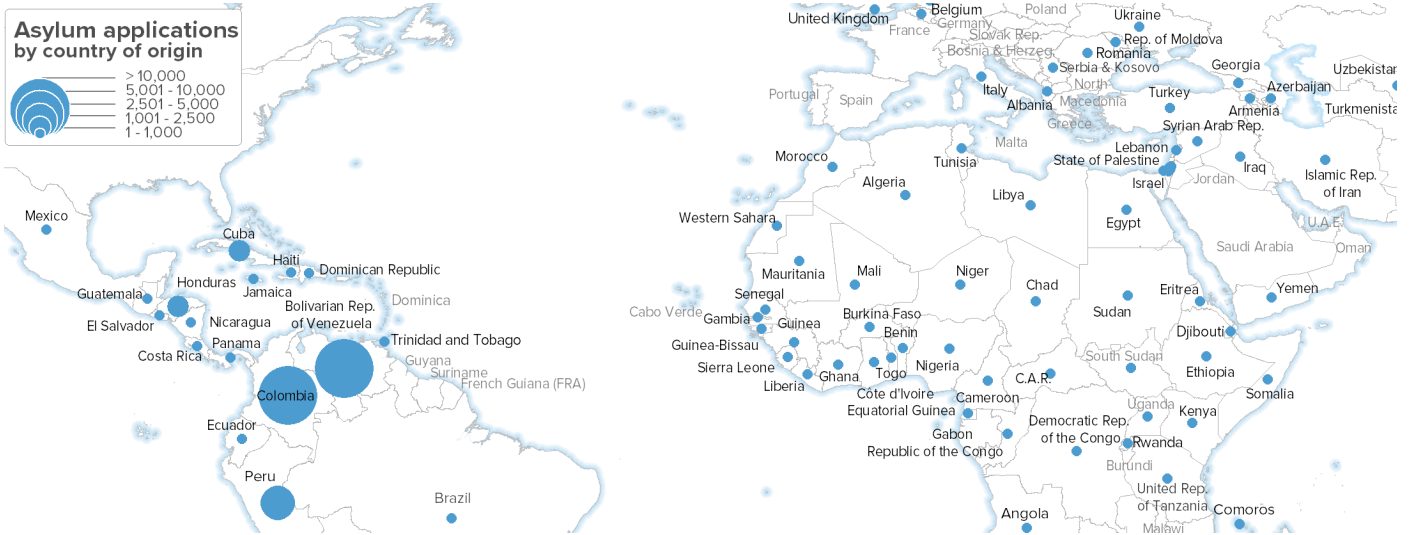 Asylum applications
by country of origin
> 10,000
5,001 - 10,000
2,501 - 5,000
1,001 - 2,500
1 - 1,000
Mexico
Cuba
Haiti
Dominican Republic
Jamaica
Honduras
Guatemala
El Salvador
Nicaragua
Costa Rica
Panama
Dominica
Bolivarian Rep.
of Venezuela
Trinidad and Tobago
Guyana
Suriname
French Guiana (FRA)
Colombia
Ecuador
Peru
Brazil
United Kingdom
Belgium
Germany
France
Poland
Slovak Rep.
Bosnia & Herzeg.
Ukraine
Rep. of Moldova
Romania
Serbia & Kosovo
North
Macedonia
Italy
Albania
Greece
Portugal
Spain
Malta
Georgia
Azerbaijan
Armenia
Turkey
Uzbekistan
Turkmenista
Syrian Arab Rep.
Lebanon
State of Palestine
Israel
Jordan
Iraq
Islamic Rep.
of Iran
U.A.E.
Oman
Saudi Arabia
Yemen
Morocco
Algeria
Tunisia
Libya
Egypt
Western Sahara
Mauritania
Mali
Niger
Chad
Sudan
Eritrea
Djibouti
Cabo Verde
Senegal
Gambia
Guinea
Guinea-Bissau
Sierra Leone
Liberia
Burkina Faso
Benin
Ghana
Togo
Côte d'Ivoire
Nigeria
Cameroon
C.A.R.
South Sudan
Ethiopia
Somalia
Equatorial Guinea
Gabon
Republic of the Congo
Democratic Rep.
of the Congo
Uganda
Kenya
Rwanda
Burundi
United Rep.
of Tanzania
Comoros
Angola
Malawi